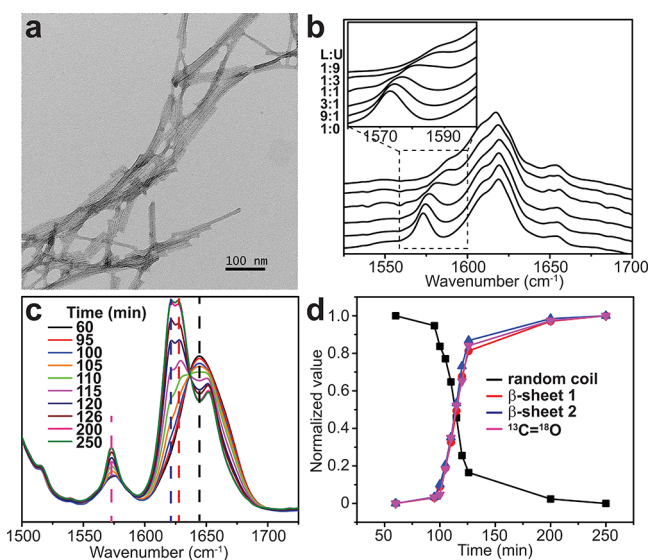 a
100 nm
b
L:U
1:9
1:3
1:1
3:1
9:1
1:0
1570 1590
1550 1600 1650 1700
Wavenumber (cm⁻¹)
c
Time (min)
60
95
100
105
110
115
120
126
200
250
1500 1550 1600 1650 1700
Wavenumber (cm⁻¹)
d
Normalized value
1.0
0.8
0.6
0.4
0.2
0
random coil
β-sheet 1
β-sheet 2
¹³C=¹⁸O
50 100 150 200 250
Time (min)